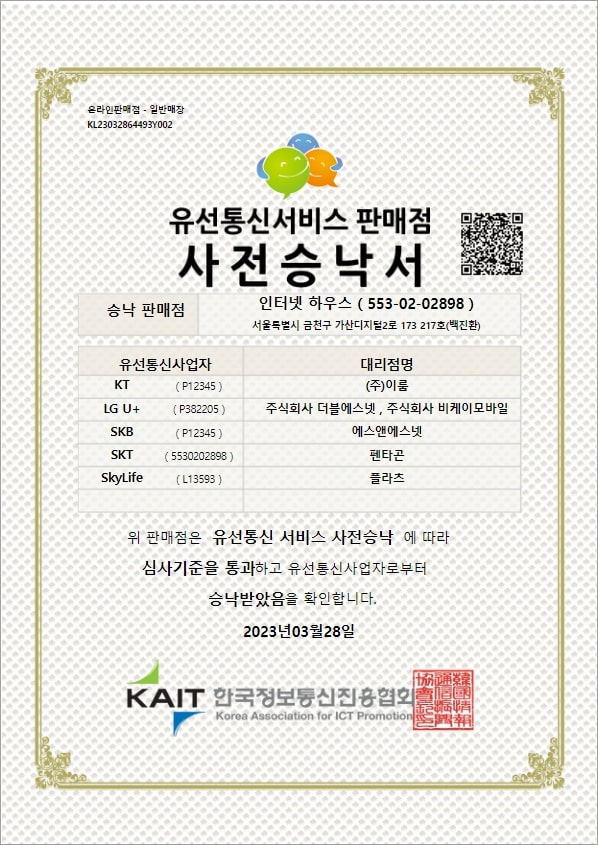 온라인판매점 - 일반매장
KL23032864493Y002
유선통신서비스 판매점
사전승낙서
승낙 판매점
인터넷 하우스 ( 553-02-02898 )
서울특별시 금천구 가산디지털2로 173 217호(백진환)
유선통신사업자 대리점명
KT ( P12345 ) (주)이룸
LG U+ ( P382205 ) 주식회사 더블에스넷 , 주식회사 비케이모바일
SKB ( P12345 ) 에스앤에스넷
SKT ( 5530202898 ) 펜타곤
SkyLife ( L13593 ) 플라츠
위 판매점은 유선통신 서비스 사전승낙 에 따라
심사기준을 통과하고 유선통신사업자로부터
승낙받았음을 확인합니다.
2023년03월28일
KAIT 한국정보통신진흥협회
Korea Association for ICT Promotion